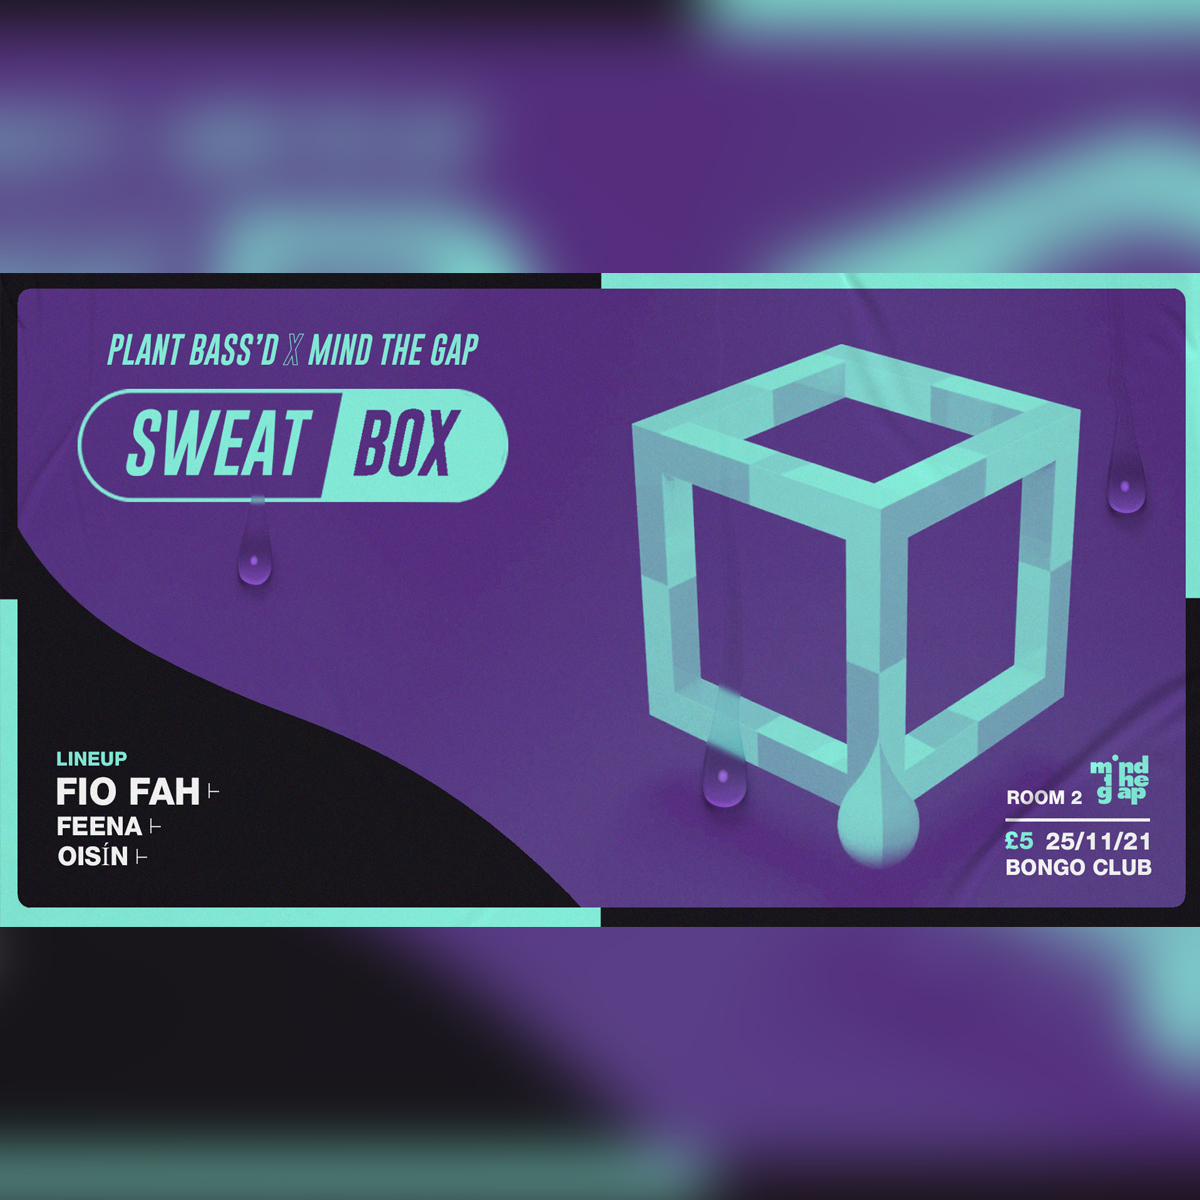 PLANT BASS'D X MIND THE GAP
SWEAT BOX
LINEUP
FIO FAH ⊢
FEENA ⊢
OISÍN ⊢
mind
the
gap
ROOM 2
£5 25/11/21
BONGO CLUB